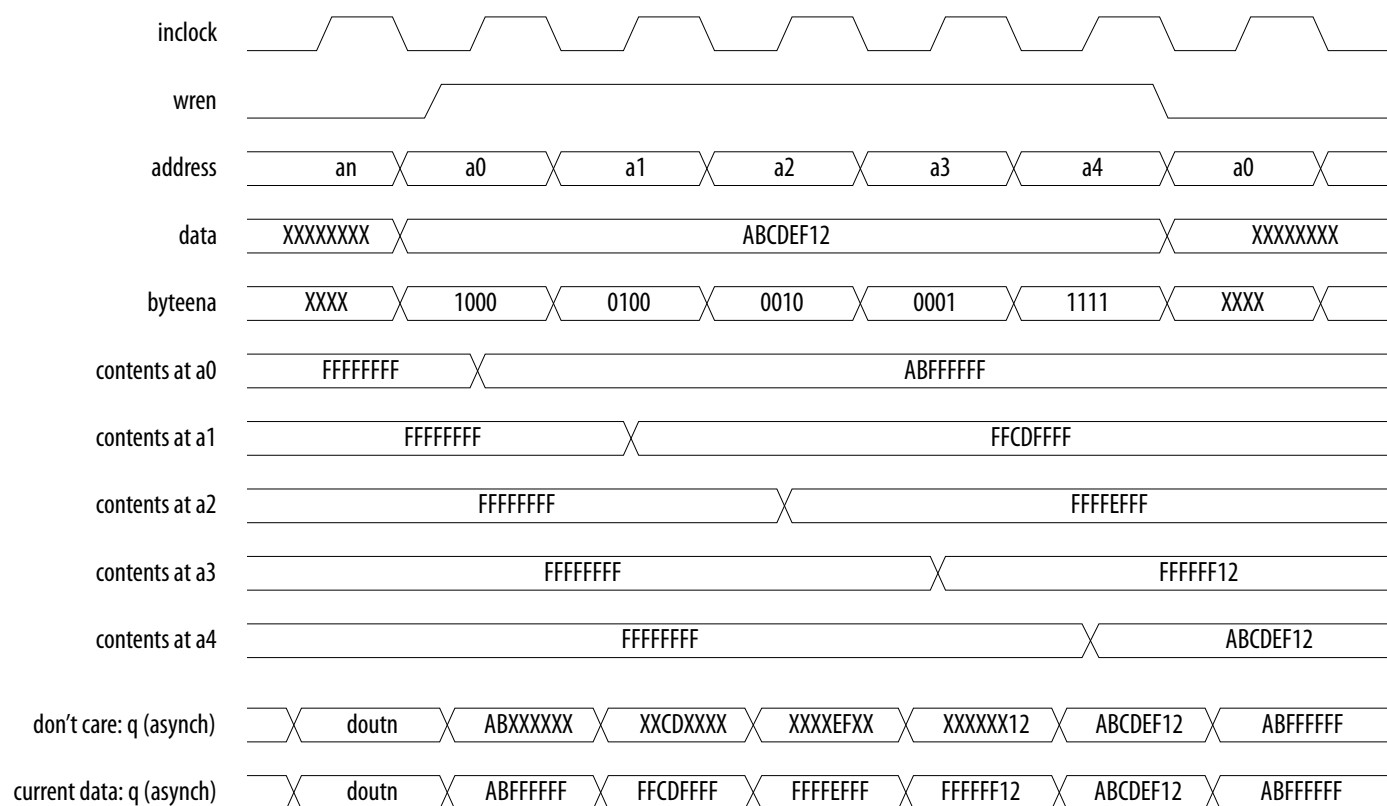 inclock
wren
address an a0 a1 a2 a3 a4 a0
data XXXXXXXX ABCDEF12 XXXXXXXX
byteena XXXX 1000 0100 0010 0001 1111 XXXX
contents at a0 FFFFFFFF ABFFFFFF
contents at a1 FFFFFFFF FFCDFFFF
contents at a2 FFFFFFFF FFFFEFFF
contents at a3 FFFFFFFF FFFFFF12
contents at a4 FFFFFFFF ABCDEF12
don't care: q (asynch) doutn ABXXXXXX XXCDXXXX XXXXEFXX XXXXXX12 ABCDEF12 ABFFFFFF
current data: q (asynch) doutn ABFFFFFF FFCDFFFF FFFFEFFF FFFFFF12 ABCDEF12 ABFFFFFF